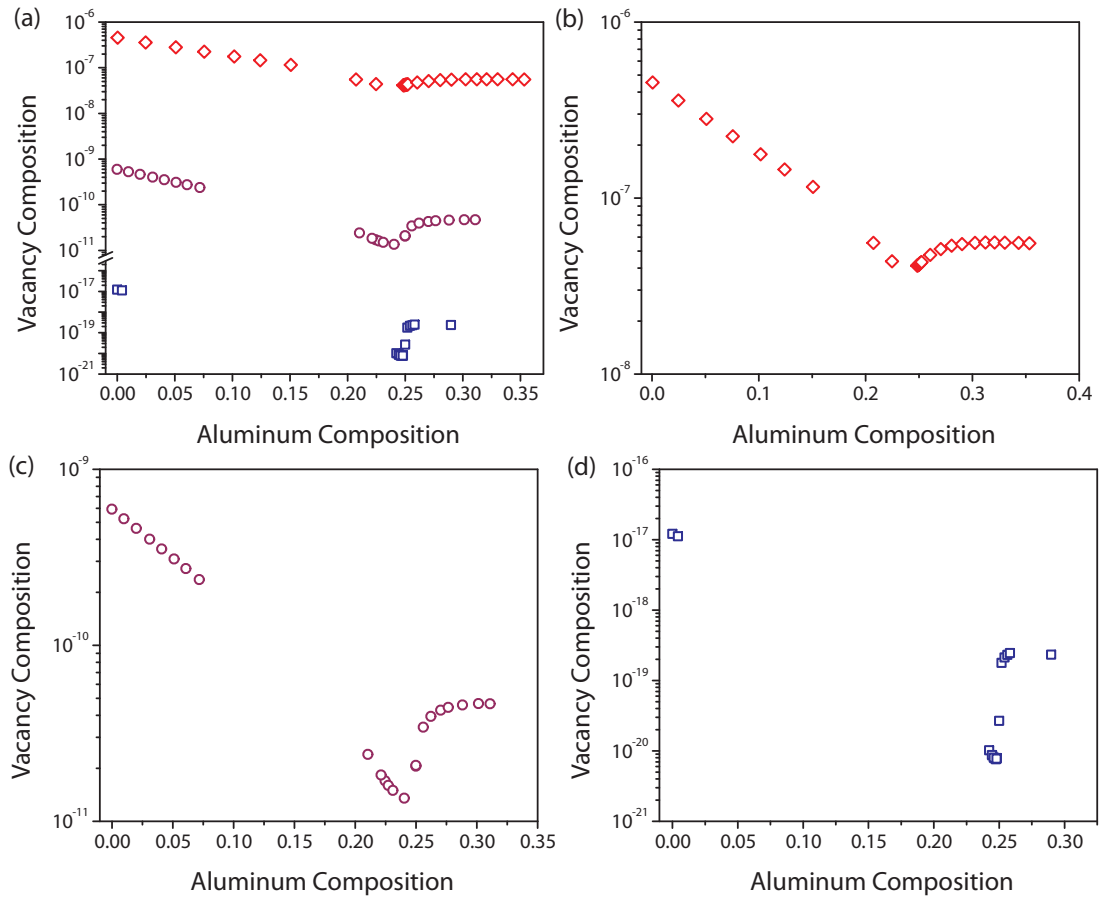 (a)
10-6
10-7
10-8
10-9
10-10
10-11
10-17
10-19
10-21
Vacancy Composition
0.00 0.05 0.10 0.15 0.20 0.25 0.30 0.35
Aluminum Composition
(b)
10-6
10-7
10-8
Vacancy Composition
0.0 0.1 0.2 0.3 0.4
Aluminum Composition
(c)
10-9
10-10
10-11
Vacancy Composition
0.00 0.05 0.10 0.15 0.20 0.25 0.30 0.35
Aluminum Composition
(d)
10-16
10-17
10-18
10-19
10-20
10-21
Vacancy Composition
0.00 0.05 0.10 0.15 0.20 0.25 0.30
Aluminum Composition